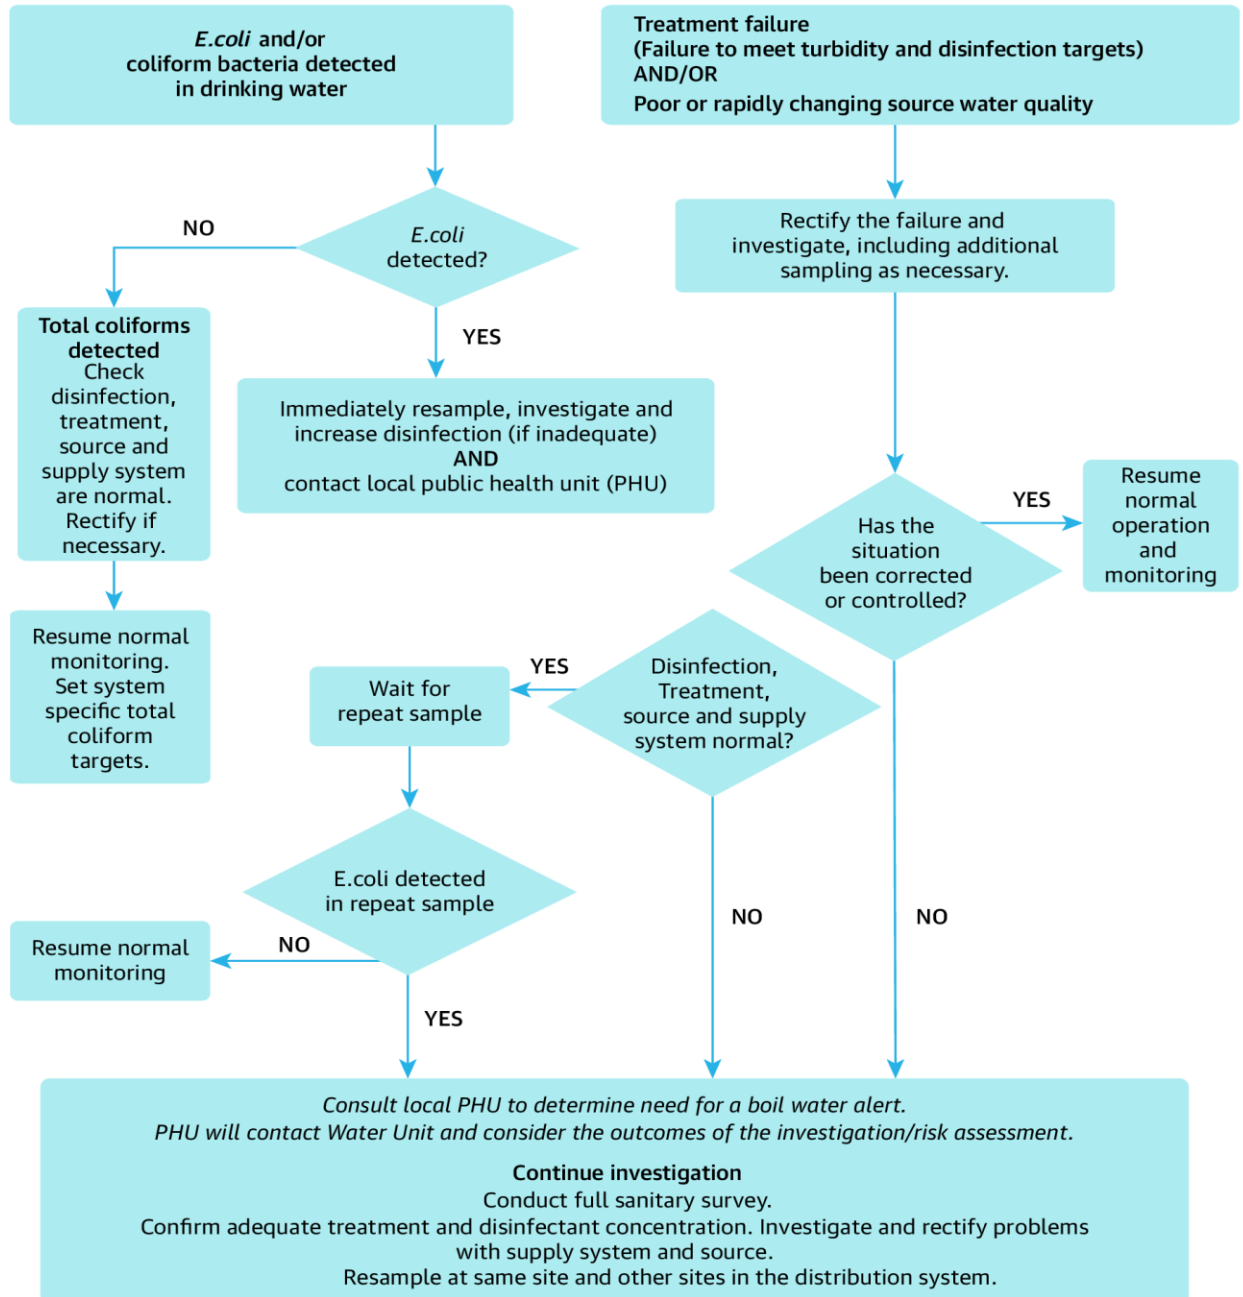 E.coli and/or
coliform bacteria detected
in drinking water
Treatment failure
(Failure to meet turbidity and disinfection targets)
AND/OR
Poor or rapidly changing source water quality
NO
E.coli
detected?
YES
Rectify the failure and
investigate, including additional
sampling as necessary.
Total coliforms
detected
Check
disinfection,
treatment,
source and
supply system
are normal.
Rectify if
necessary.
Immediately resample, investigate and
increase disinfection (if inadequate)
AND
contact local public health unit (PHU)
Has the
situation
been corrected
or controlled?
YES
Resume
normal
operation
and
monitoring
Resume normal
monitoring.
Set system
specific total
coliform
targets.
Wait for
repeat sample
YES
Disinfection,
Treatment,
source and supply
system normal?
E.coli detected
in repeat sample
NO
Resume normal
monitoring
YES
NO
NO
Consult local PHU to determine need for a boil water alert.
PHU will contact Water Unit and consider the outcomes of the investigation/risk assessment.
Continue investigation
Conduct full sanitary survey.
Confirm adequate treatment and disinfectant concentration. Investigate and rectify problems
with supply system and source.
Resample at same site and other sites in the distribution system.